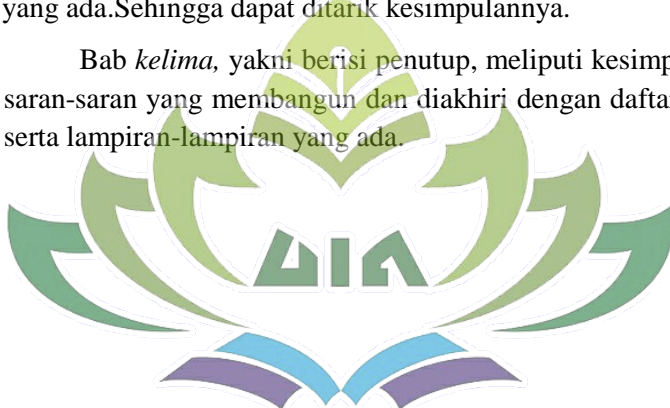 yang ada.Sehingga dapat ditarik kesimpulannya.
Bab kelima, yakni berisi penutup, meliputi
saran-saran yang membangun dan diakhiri dengan
serta lampiran-lampiran yang ada.
UIN